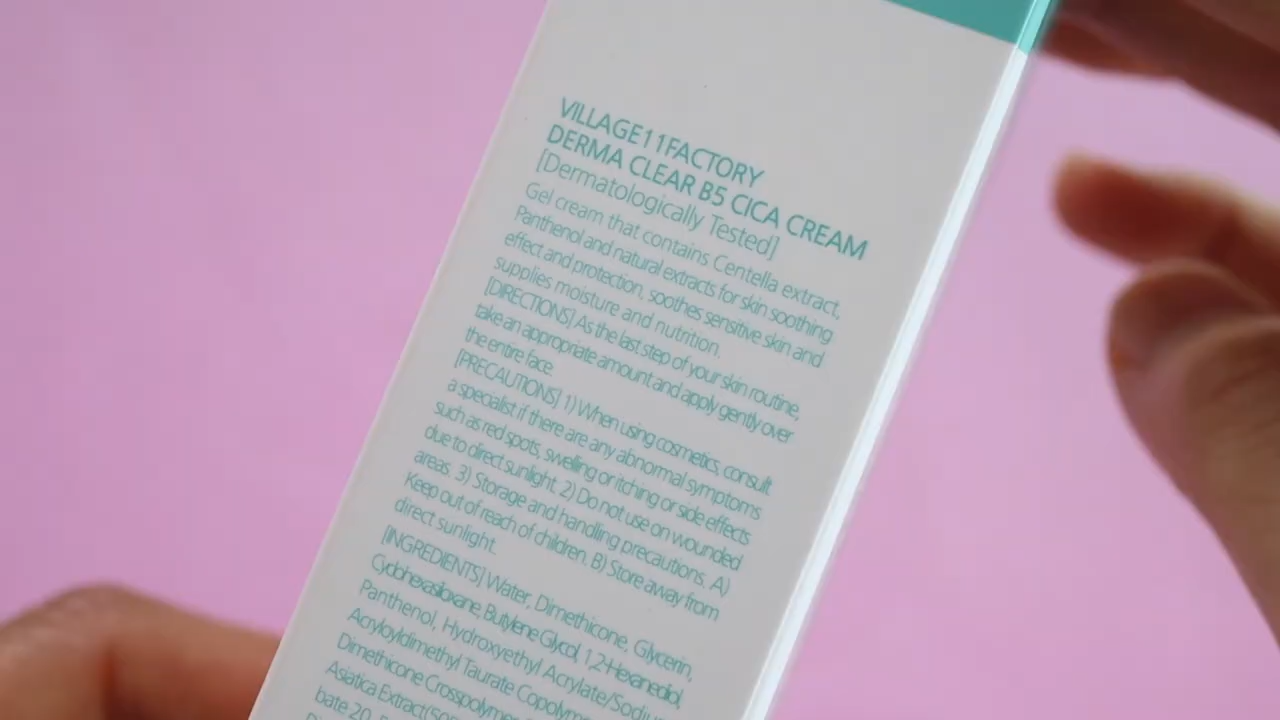 VILLAGE11FACTORY
DERMA CLEAR B5 CICA CREAM
[Dermatologically Tested]
Gel cream that contains Centella extract,
Panthenol and natural extracts for skin soothing
effect and protection, soothes sensitive skin and
supplies moisture and nutrition.
[DIRECTIONS] As the last step of your skin routine,
take an appropriate amount and apply gently over
the entire face.
[PRECAUTIONS] 1) When using cosmetics, consult
a specialist if there are any abnormal symptoms
such as red spots, swelling or itching or side effects
due to direct sunlight. 2) Do not use on wounded
areas. 3) Storage and handling precautions. A)
Keep out of reach of children. B) Store away from
direct sunlight.
[INGREDIENTS] Water, Dimethicone, Glycerin,
Cyclohexasiloxane, Butylene Glycol, 1,2-Hexanediol,
Panthenol, Hydroxyethyl Acrylate/Sodium
Acryloyldimethyl Taurate
Dimethicone
Asiatica Extract
bate 20,